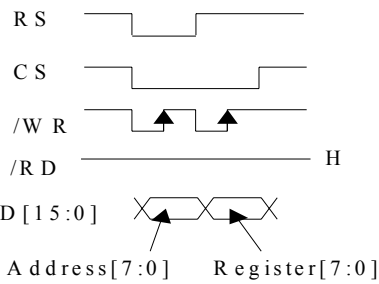 RS
CS
/WR
/RD
H
D[15:0]
Address[7:0] Register[7:0]